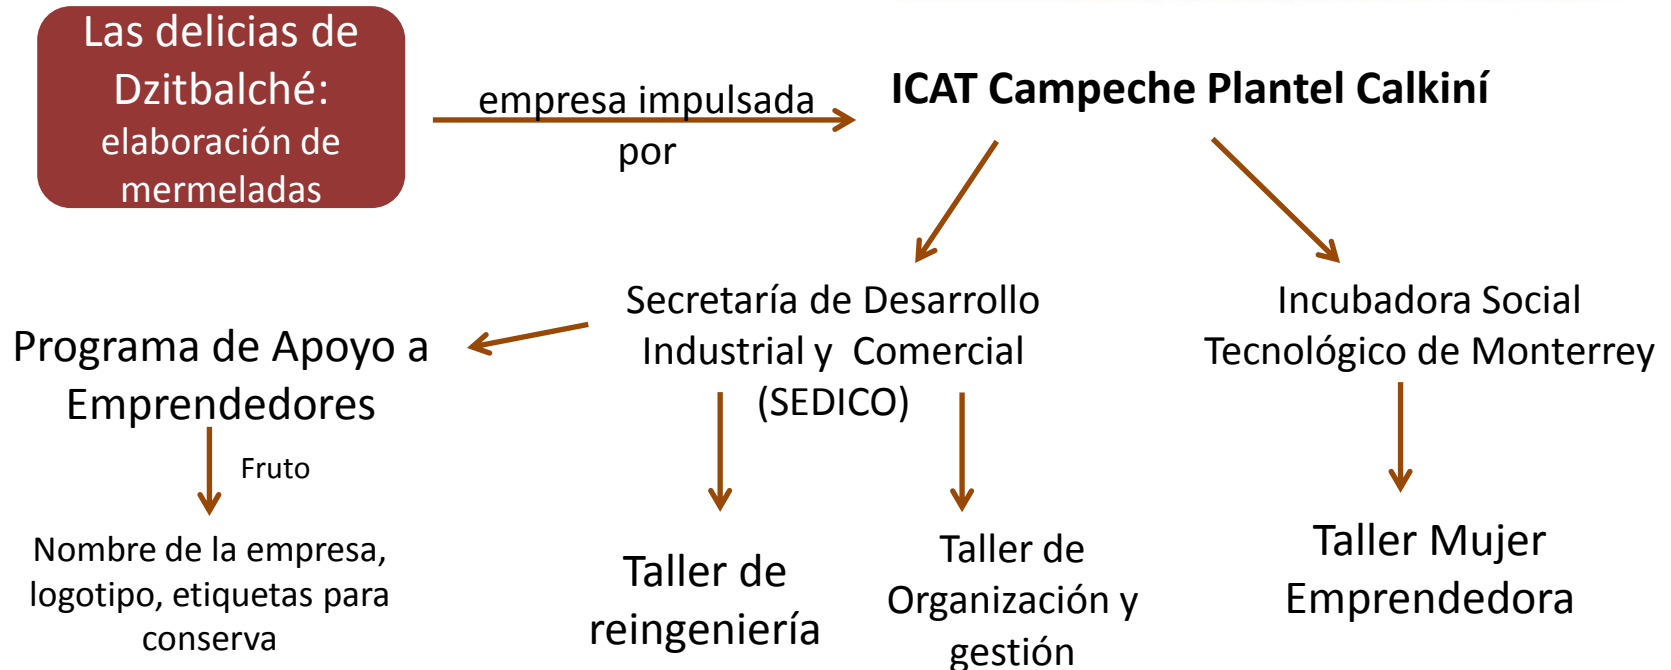 Las delicias de
Dzitbalché:
elaboración de
mermeladas
empresa impulsada
por
ICAT Campeche Plantel Calkiní
Programa de Apoyo a
Emprendedores
Fruto
Nombre de la empresa,
logotipo, etiquetas para
conserva
Secretaría de Desarrollo
Industrial y Comercial
(SEDICO)
Taller de
reingeniería
Taller de
Organización y
gestión
Incubadora Social
Tecnológico de Monterrey
Taller Mujer
Emprendedora